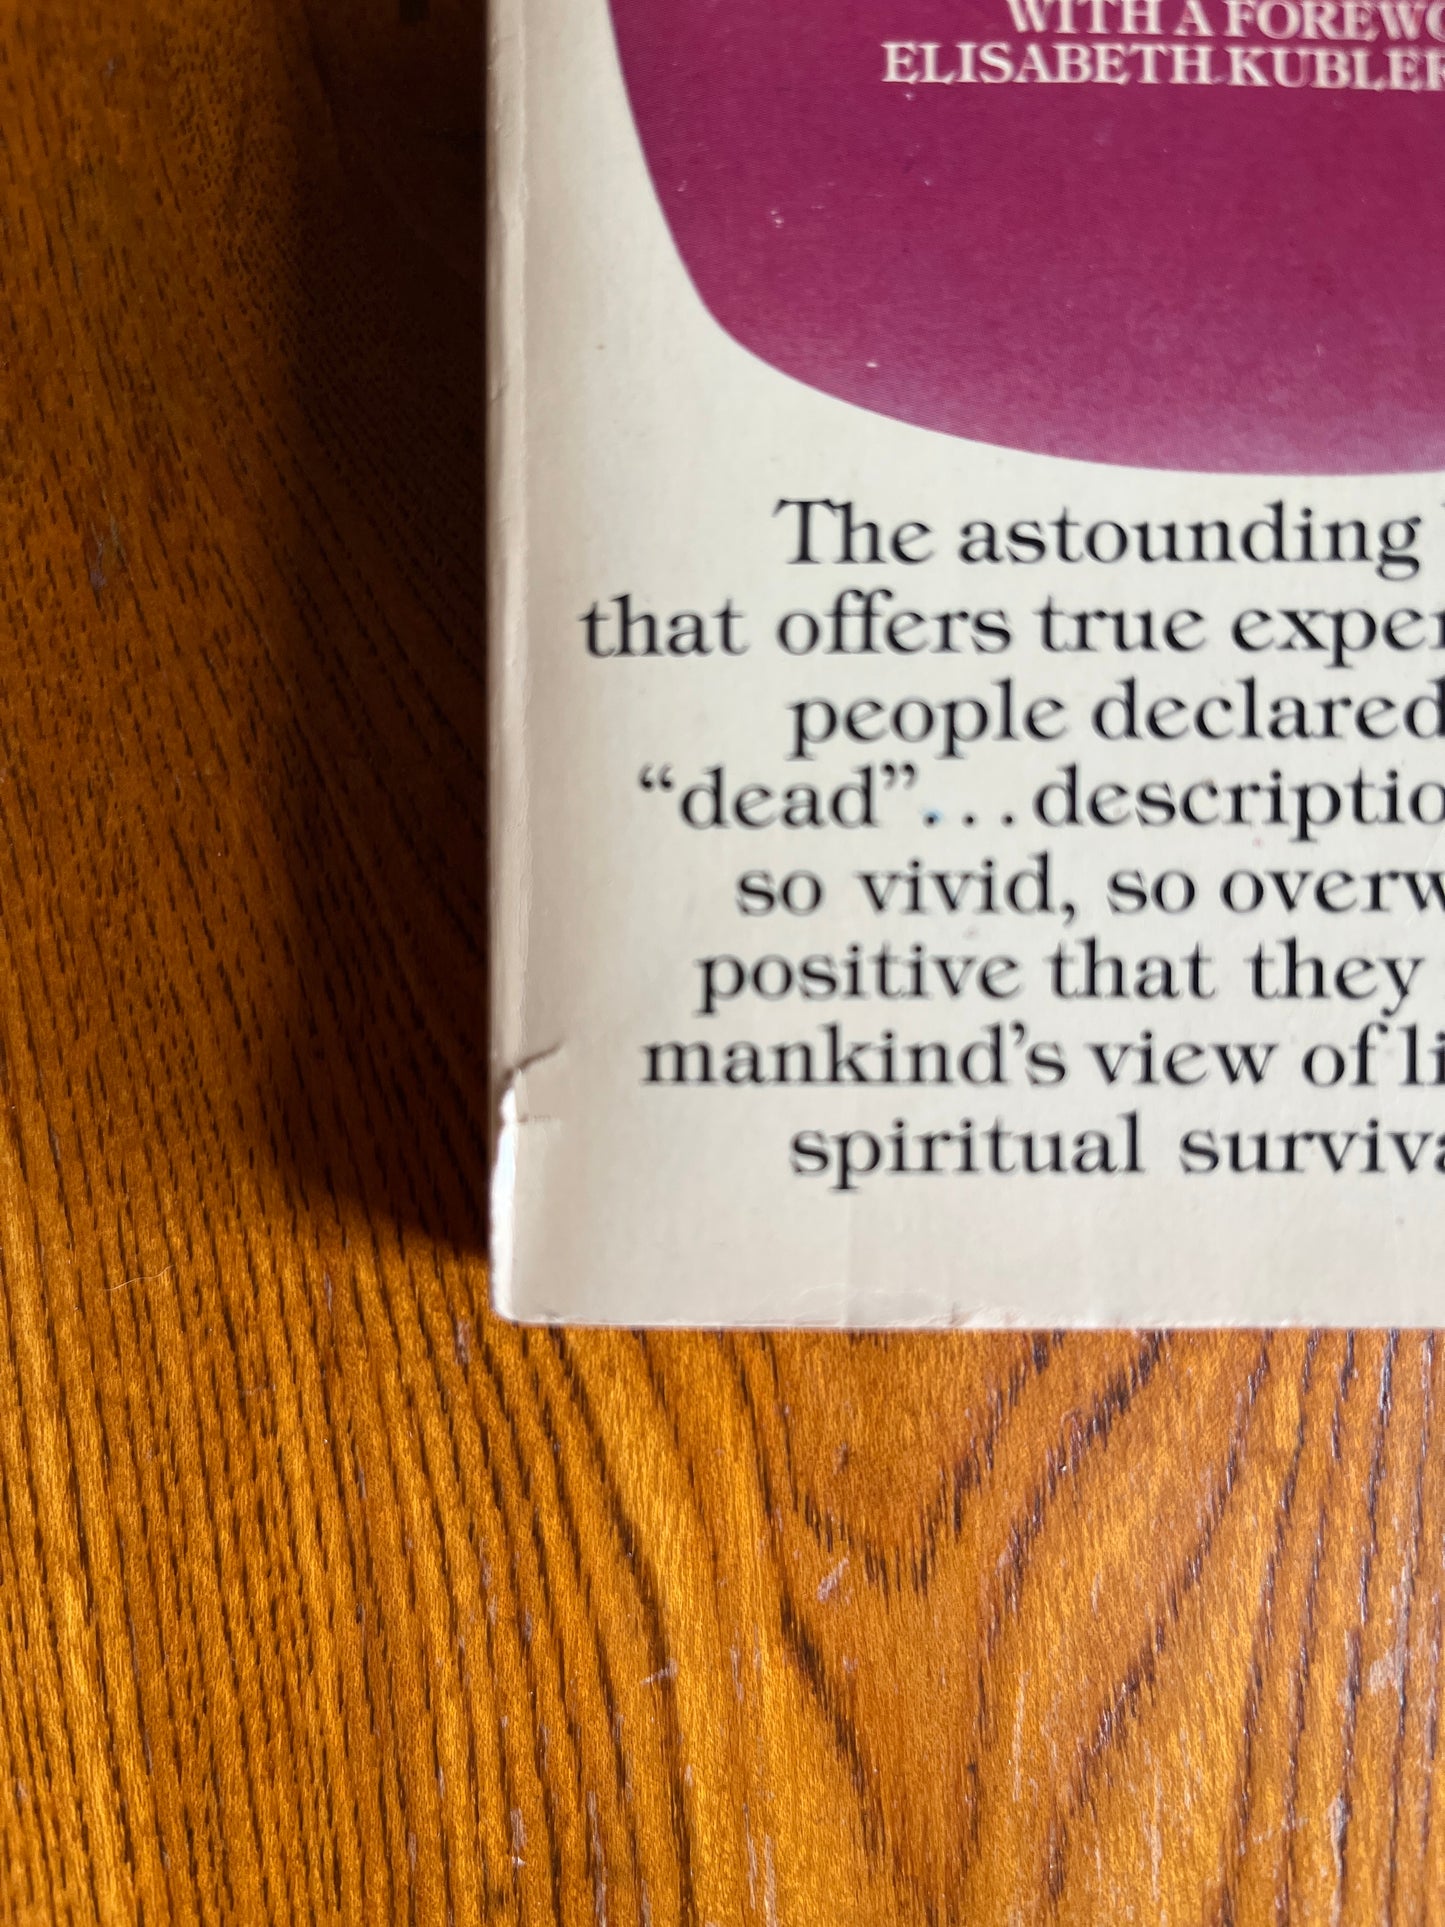 WITH A FOREWO
ELISABETH KUBLER
The astounding
that offers true exper
people declared
“dead”...descriptio
so vivid, so overw
positive that they
mankind’s view of li
spiritual surviva